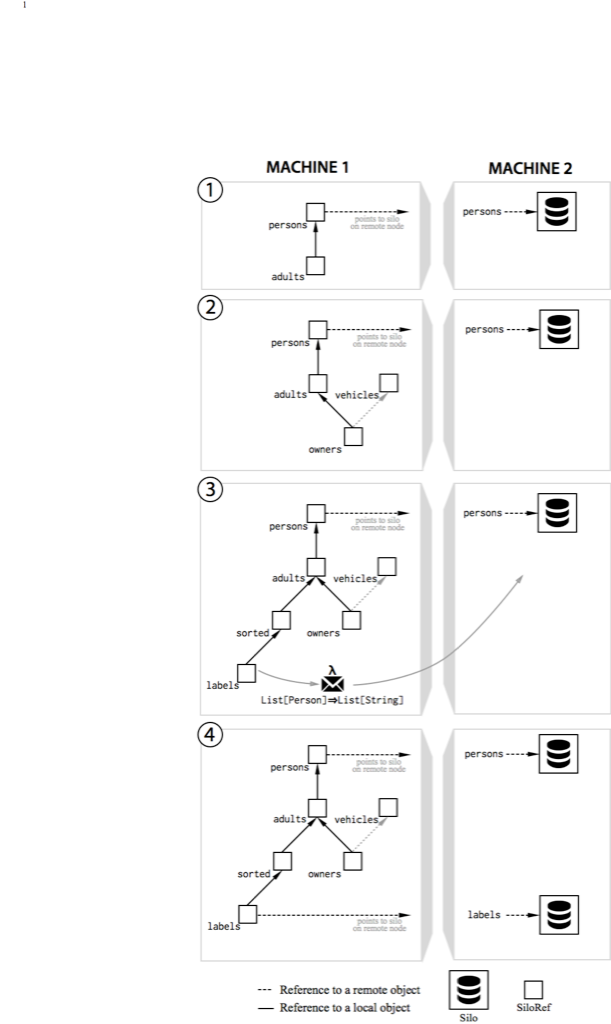 1
MACHINE 1 MACHINE 2
1
persons
points to silo
on remote node
adults
persons
2
persons
points to silo
on remote node
adults
vehicles
owners
persons
3
persons
points to silo
on remote node
adults
vehicles
sorted
owners
labels
λ
List[Person]⇒List[String]
persons
4
persons
points to silo
on remote node
adults
vehicles
sorted
owners
labels
points to silo
on remote node
persons
labels
Reference to a remote object
Reference to a local object
Silo
SiloRef